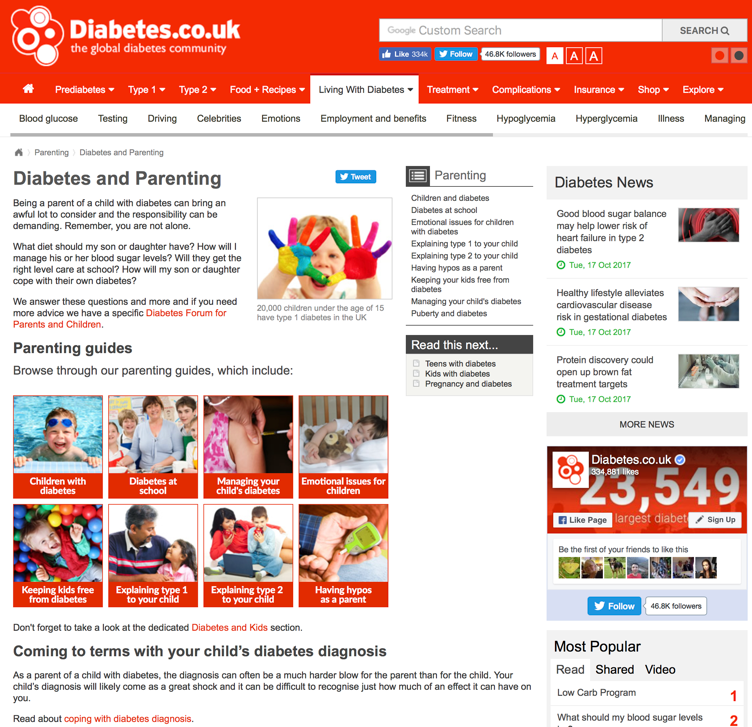 Diabetes.co.uk
the global diabetes community
Google Custom Search
SEARCH
Like 334k
Follow
46.8K followers
A A A
Prediabetes Type 1 Type 2 Food + Recipes Living With Diabetes Treatment Complications Insurance Shop Explore
Blood glucose Testing Driving Celebrities Emotions Employment and benefits Fitness Hypoglycemia Hyperglycemia Illness Managing
Parenting Diabetes and Parenting
Diabetes and Parenting
Tweet
Being a parent of a child with diabetes can bring an
awful lot to consider and the responsibility can be
demanding. Remember, you are not alone.
What diet should my son or daughter have? How will I
manage his or her blood sugar levels? Will they get the
right level care at school? How will my son or daughter
cope with their own diabetes?
We answer these questions and more and if you need
more advice we have a specific Diabetes Forum for
Parents and Children.
20,000 children under the age of 15
have type 1 diabetes in the UK
Parenting guides
Browse through our parenting guides, which include:
Children with
diabetes
Diabetes at
school
Managing your
child's diabetes
Emotional issues for
children
Keeping kids free
from diabetes
Explaining type 1
to your child
Explaining type 2
to your child
Having hypos
as a parent
Don't forget to take a look at the dedicated Diabetes and Kids section.
Coming to terms with your child's diabetes diagnosis
As a parent of a child with diabetes, the diagnosis can often be a much harder blow for the parent than for the child. Your
child's diagnosis will likely come as a great shock and it can be difficult to recognise just how much of an effect it can have on
you.
Read about coping with diabetes diagnosis.
Parenting
Children and diabetes
Diabetes at school
Emotional issues for children
with diabetes
Explaining type 1 to your child
Explaining type 2 to your child
Having hypos as a parent
Keeping your kids free from
diabetes
Managing your child's diabetes
Puberty and diabetes
Read this next...
Teens with diabetes
Kids with diabetes
Pregnancy and diabetes
Diabetes News
Good blood sugar balance
may help lower risk of
heart failure in type 2
diabetes
Tue, 17 Oct 2017
Healthy lifestyle alleviates
cardiovascular disease
risk in gestational diabetes
Tue, 17 Oct 2017
Protein discovery could
open up brown fat
treatment targets
Tue, 17 Oct 2017
MORE NEWS
Diabetes.co.uk
334,881 likes
23,549
largest
Like Page
Sign Up
Be the first of your friends to like this
Follow
46.8K followers
Most Popular
Read Shared Video
Low Carb Program 1
What should my blood sugar levels 2